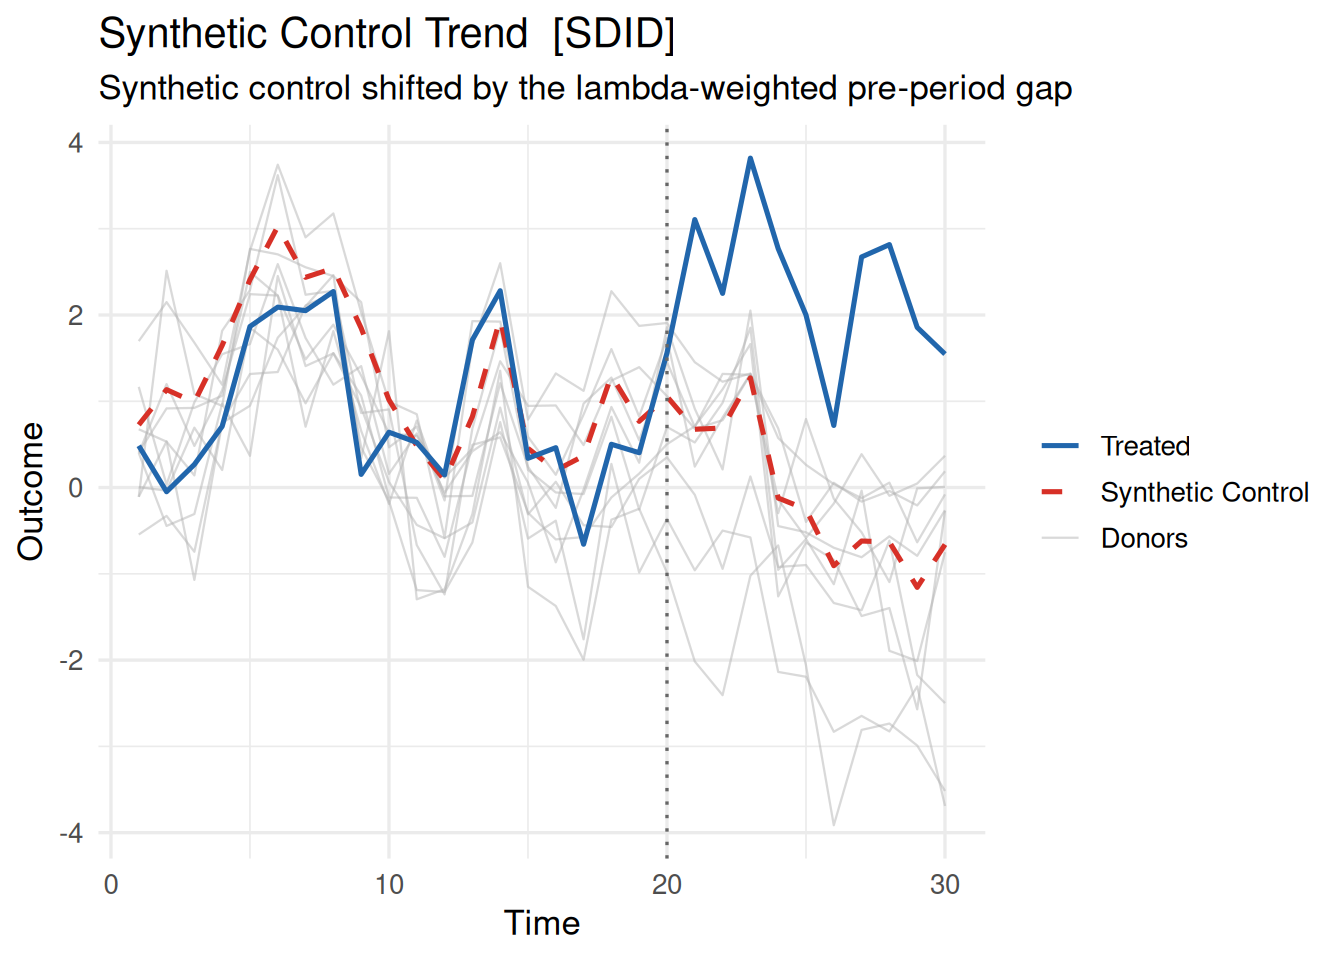 Synthetic Control Trend  [SDID]
Synthetic control shifted by the lambda-weighted pre-period gap
Outcome
4
2
0
-2
-4
0
10
20
30
Time
Treated
Synthetic Control
Donors